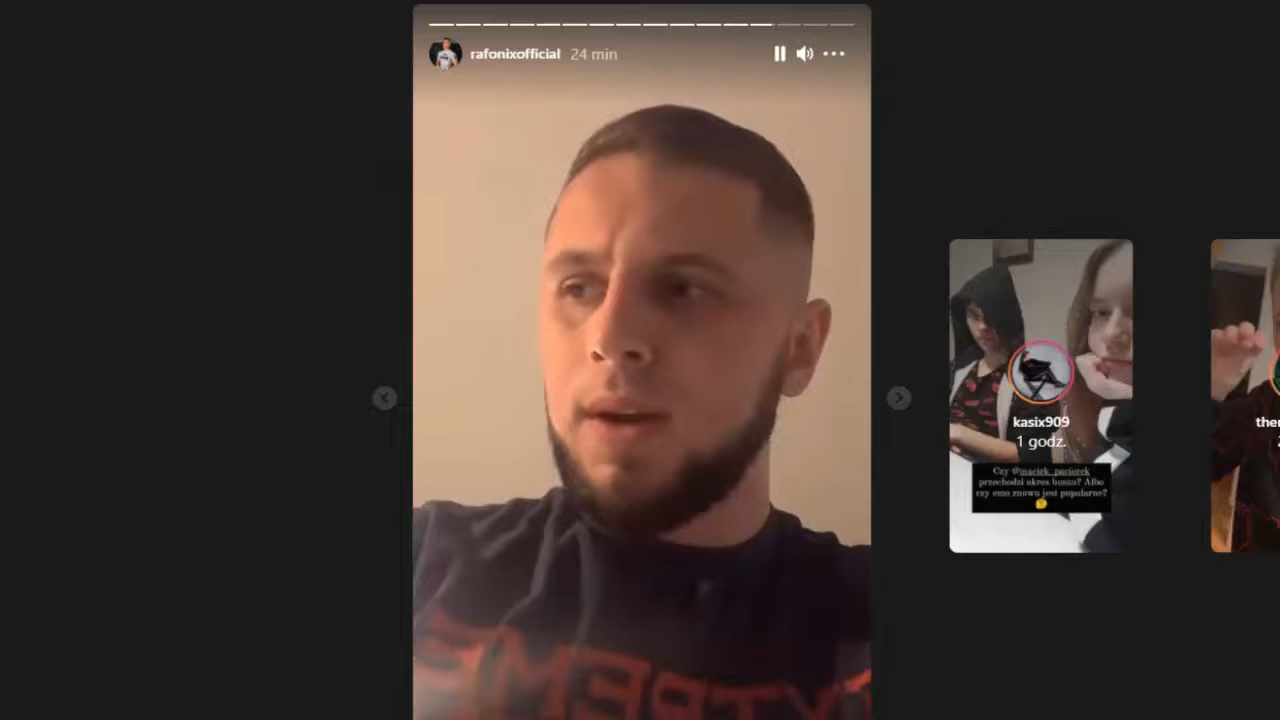 rafonixofficial 24 min
kasix909
1 godz.
Czy @maciek_paciorek
przechodzi okres buntu? Albo
czy emo znowu jest popularne?